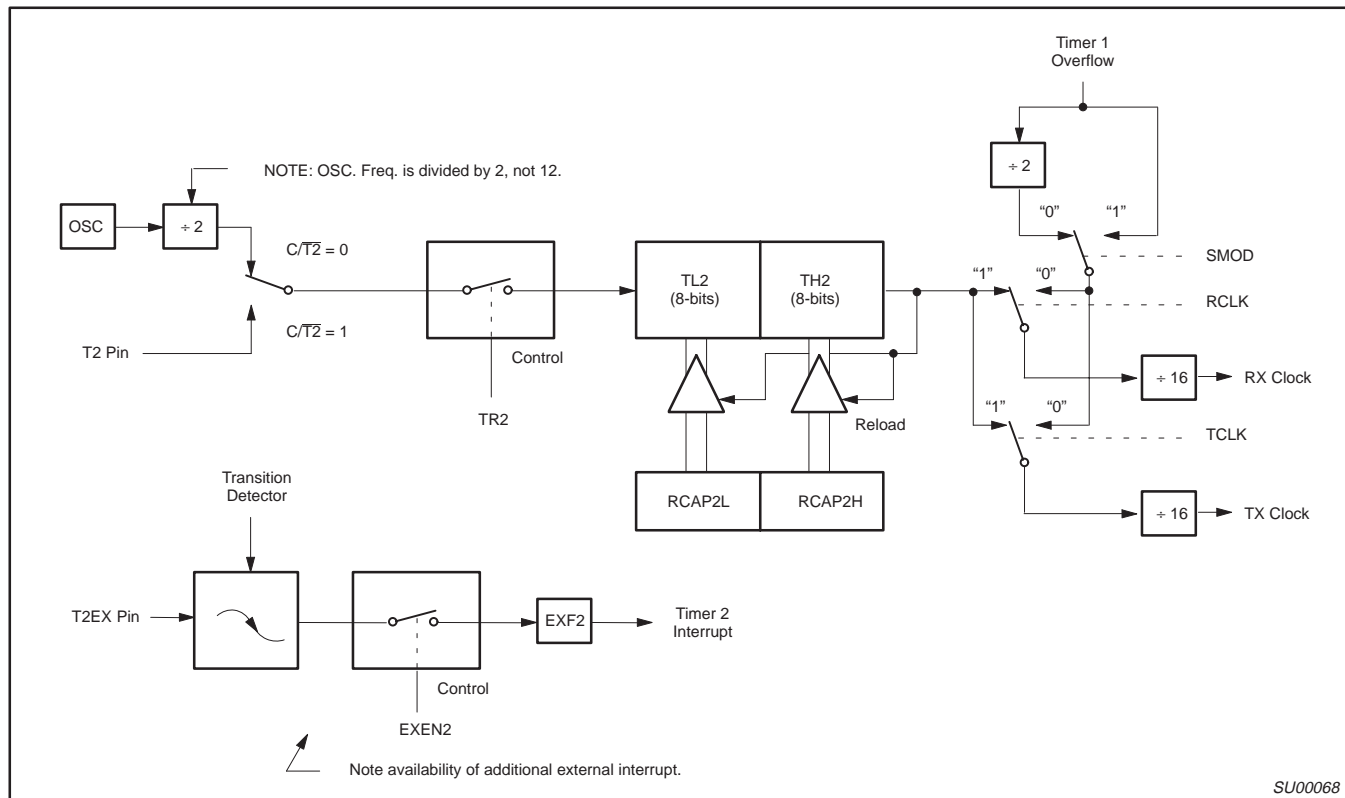 Timer 1
Overflow
÷ 2
NOTE: OSC. Freq. is divided by 2, not 12.
"0"
"1"
OSC
÷ 2
C/T2̅ = 0
SMOD
TL2
(8-bits)
TH2
(8-bits)
"1"
"0"
RCLK
C/T2̅ = 1
T2 Pin
Control
÷ 16
RX Clock
TR2
Reload
"1"
"0"
TCLK
Transition
Detector
RCAP2L
RCAP2H
÷ 16
TX Clock
T2EX Pin
EXF2
Timer 2
Interrupt
Control
EXEN2
Note availability of additional external interrupt.
SU00068